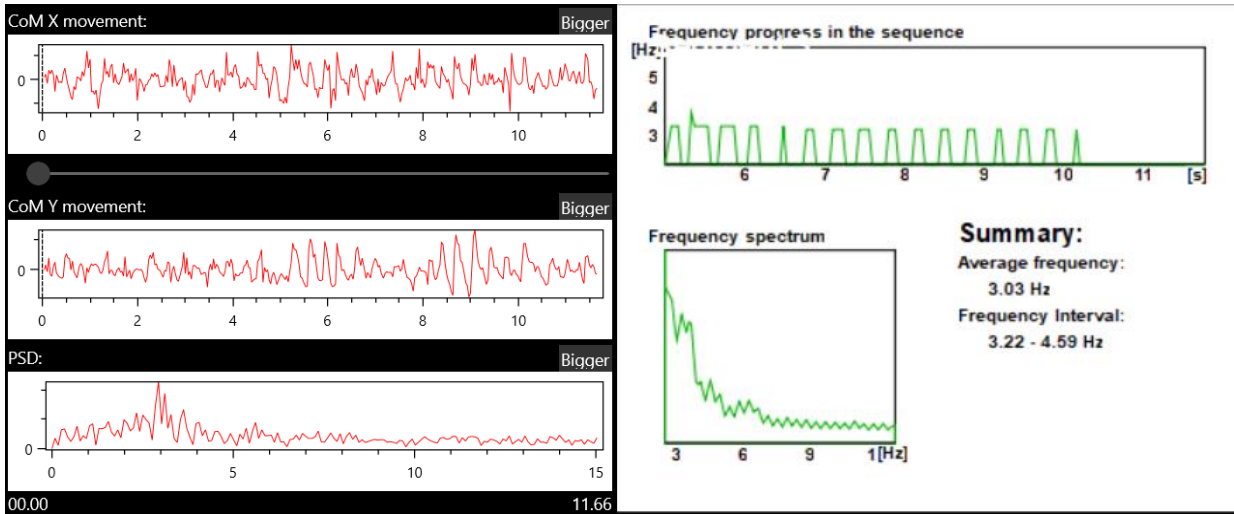 CoM X movement:
Bigger
0
0 2 4 6 8 10
CoM Y movement:
Bigger
0
0 2 4 6 8 10
PSD:
Bigger
0
0 5 10 15
00.00 11.66
Frequency progress in the sequence
[Hz]
5
4
3
6 7 8 9 10 11 [s]
Frequency spectrum
3 6 9 1[Hz]
Summary:
Average frequency:
3.03 Hz
Frequency Interval:
3.22 - 4.59 Hz